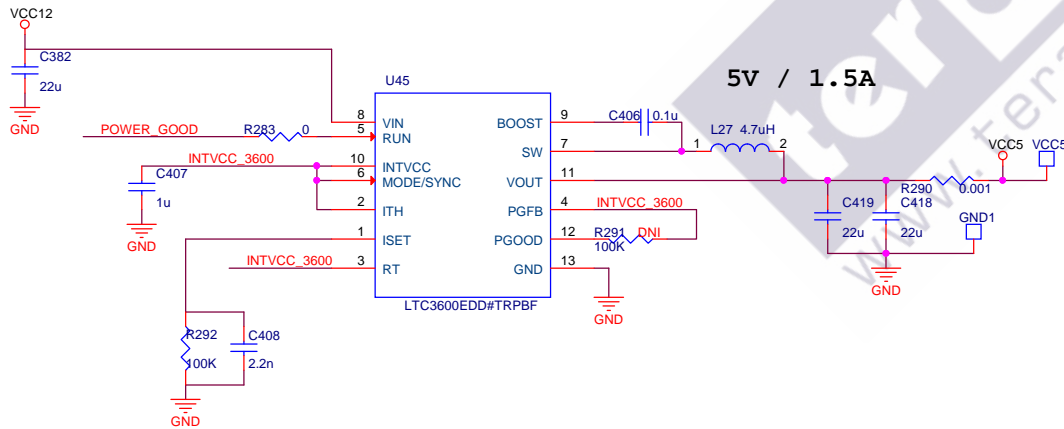 VCC12
C382
22u
GND
U45
5V / 1.5A
POWER_GOOD
R283
0
8
VIN
5
RUN
INTVCC_3600
10
INTVCC
6
MODE/SYNC
C407
1u
GND
2
ITH
1
ISET
INTVCC_3600
3
RT
BOOST
9
C406
0.1u
SW
7
1
L27
4.7uH
2
VOUT
11
VCC5
VCC5
R290
0.001
PGFB
4
INTVCC_3600
PGOOD
12
R291
DNI
100K
GND
13
GND
C419
22u
C418
22u
GND1
GND
LTC3600EDD#TRPBF
R292
100K
C408
2.2n
GND
ter
www.tera